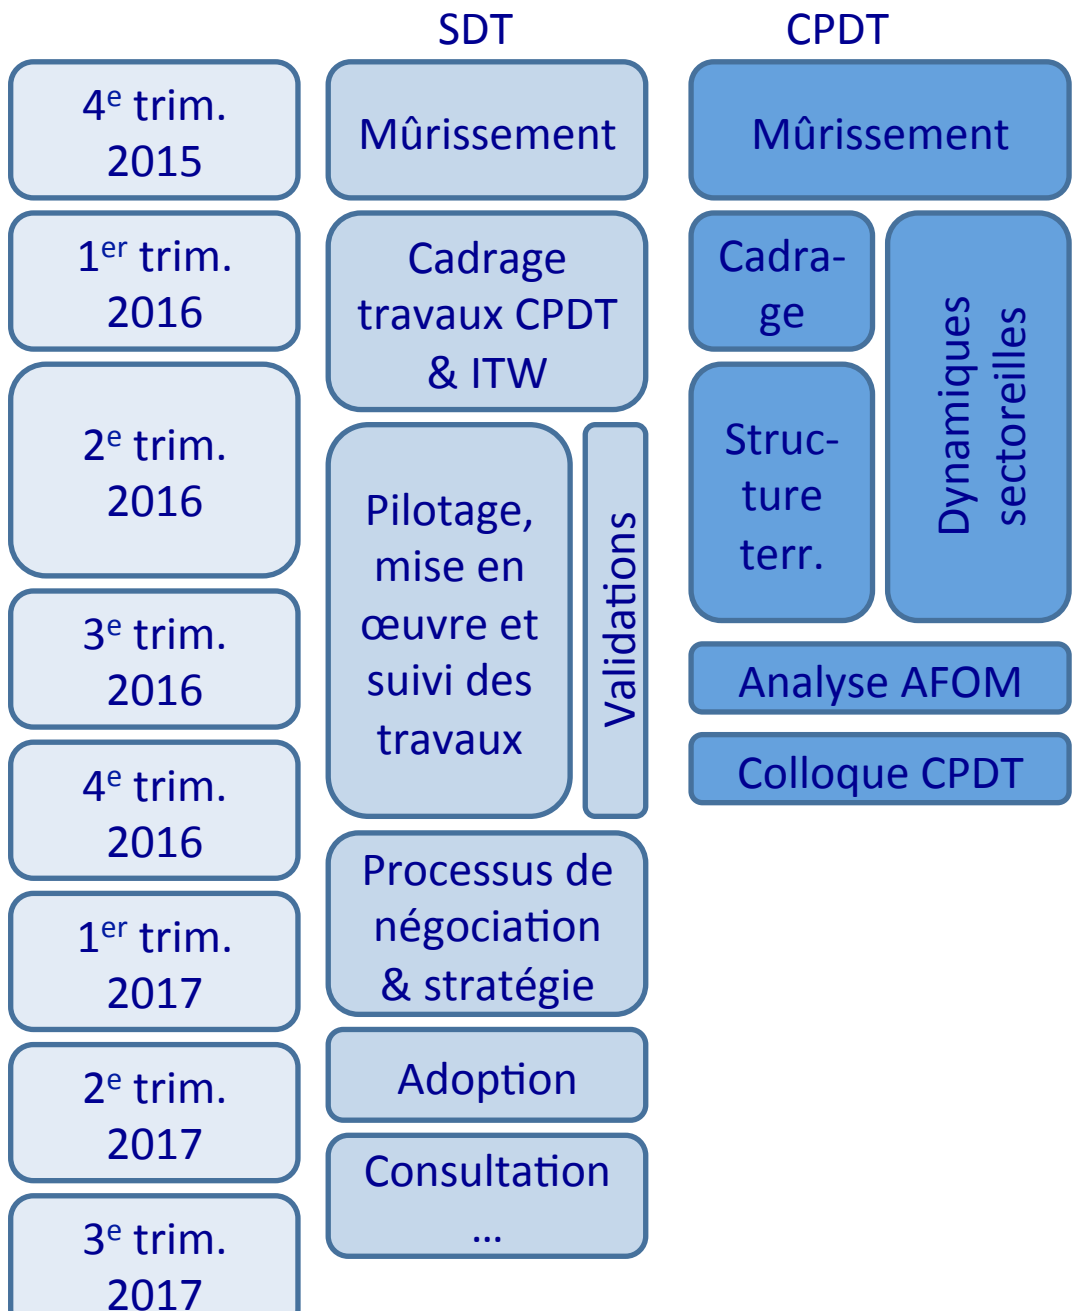 SDT
CPDT
4e trim.
2015
1er trim.
2016
2e trim.
2016
3e trim.
2016
4e trim.
2016
1er trim.
2017
2e trim.
2017
3e trim.
2017
Mûrissement
Cadrage
travaux CPDT
& ITW
Pilotage,
mise en
œuvre et
suivi des
travaux
Validations
Processus de
négociation
& stratégie
Adoption
Consultation
…
Mûrissement
Cadra-
ge
Struc-
ture
terr.
Dynamiques
sectoreilles
Analyse AFOM
Colloque CPDT